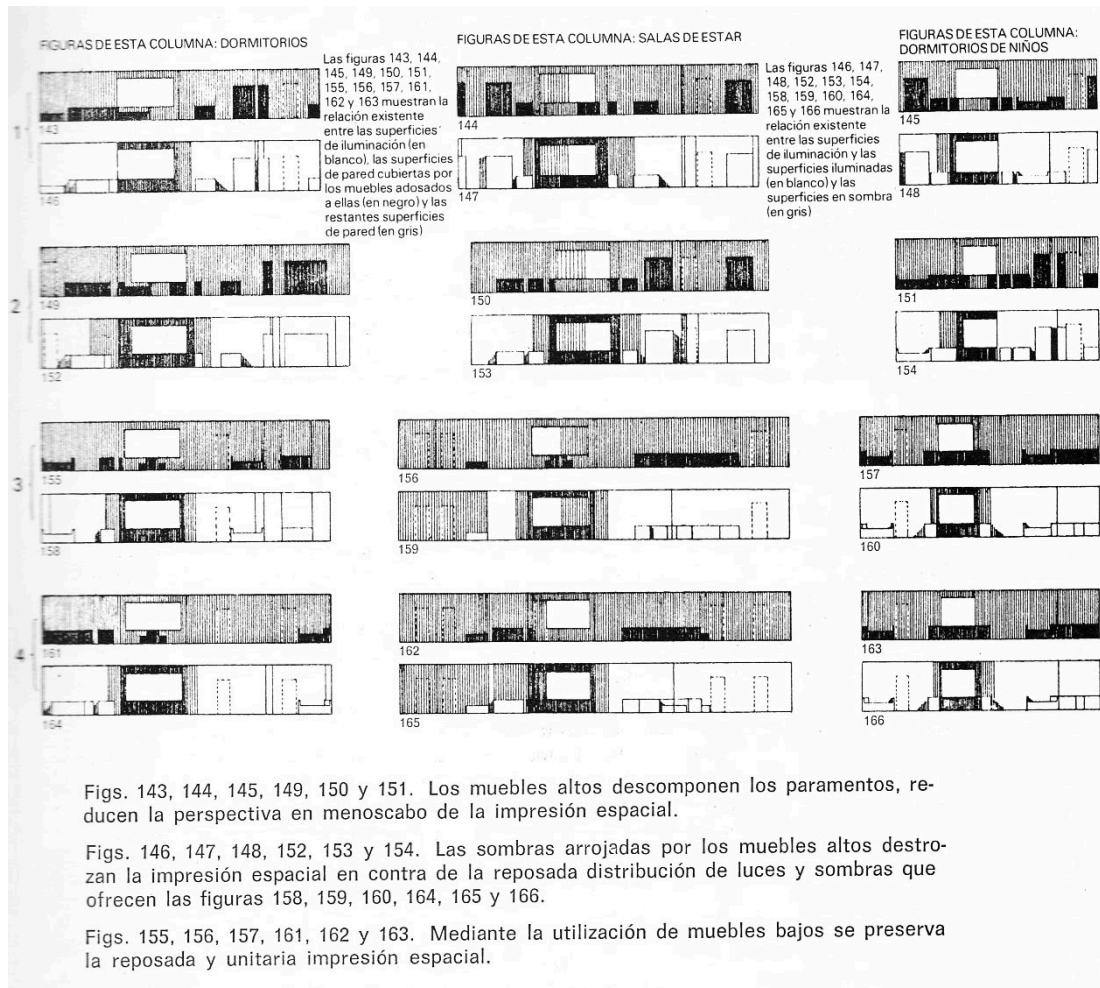 FIGURAS DE ESTA COLUMNA: DORMITORIOS
Las figuras 143, 144,
145, 149, 150, 151,
155, 156, 157, 161,
162 y 163 muestran la
relación existente
entre las superficies
de iluminación (en
blanco), las superficies
de pared cubiertas por
los muebles adosados
a ellas (en negro) y las
restantes superficies
de pared (en gris)
FIGURAS DE ESTA COLUMNA: SALAS DE ESTAR
Las figuras 146, 147,
148, 152, 153, 154,
158, 159, 160, 164,
165 y 166 muestran la
relación existente
entre las superficies
de iluminación y las
superficies iluminadas
(en blanco) y las
superficies en sombra
(en gris)
FIGURAS DE ESTA COLUMNA:
DORMITORIOS DE NIÑOS
1
143
144
145
146
147
148
2
149
150
151
152
153
154
3
155
156
157
158
159
160
4
161
162
163
164
165
166
Figs. 143, 144, 145, 149, 150 y 151. Los muebles altos descomponen los paramentos, re-
ducen la perspectiva en menoscabo de la impresión espacial.
Figs. 146, 147, 148, 152, 153 y 154. Las sombras arrojadas por los muebles altos destro-
zan la impresión espacial en contra de la reposada distribución de luces y sombras que
ofrecen las figuras 158, 159, 160, 164, 165 y 166.
Figs. 155, 156, 157, 161, 162 y 163. Mediante la utilización de muebles bajos se preserva
la reposada y unitaria impresión espacial.